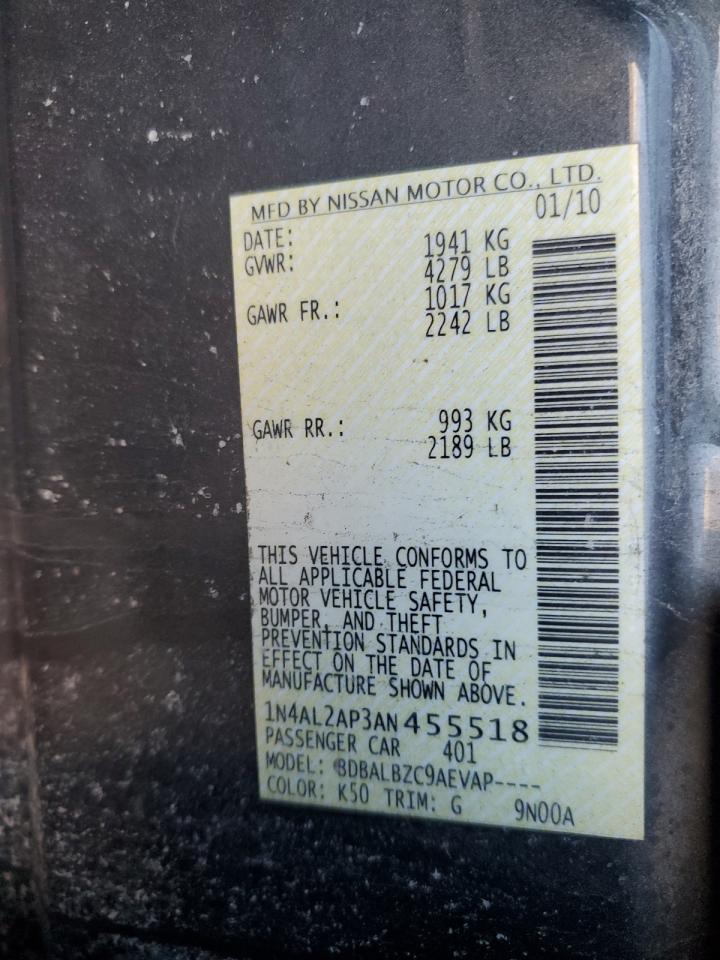 MFD BY NISSAN MOTOR CO., LTD.
DATE: 01/10
GVWR: 1941 KG
4279 LB
GAWR FR.: 1017 KG
2242 LB
GAWR RR.: 993 KG
2189 LB
THIS VEHICLE CONFORMS TO
ALL APPLICABLE FEDERAL
MOTOR VEHICLE SAFETY,
BUMPER, AND THEFT
PREVENTION STANDARDS IN
EFFECT ON THE DATE OF
MANUFACTURE SHOWN ABOVE.
1N4AL2AP3AN455518
PASSENGER CAR 401
MODEL: BDBALBZC9AEVAP----
COLOR: K50 TRIM: G 9N00A